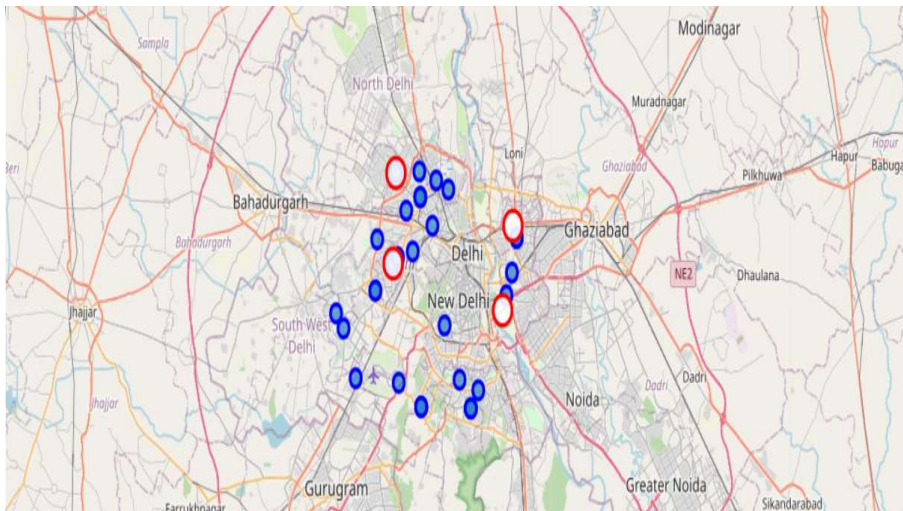 Modinagar
Sampla
North Delhi
Muradnagar
Loni
Ghaziabad
Hapur
Hapur
Babuga
Pilkhuwa
Beri
Bahadurgarh
Ghaziabad
Bahadurgarh
Delhi
NE2
Dhaulana
New Delhi
Jhajjar
South West
Delhi
Dadri
Dadri
Jhajjar
Noida
Gurugram
Greater Noida
Sikandarabad
Farrukhnagar